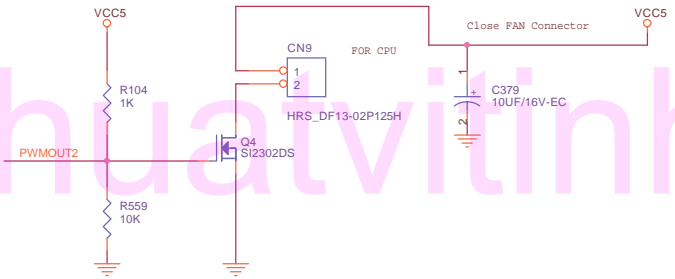 VCC5
VCC5
Close FAN Connector
CN9
FOR CPU
1
2
HRS_DF13-02P125H
R104
1K
1
+
2
C379
10UF/16V-EC
Q4
SI2302DS
PWMOUT2
R559
10K
huatvitinh